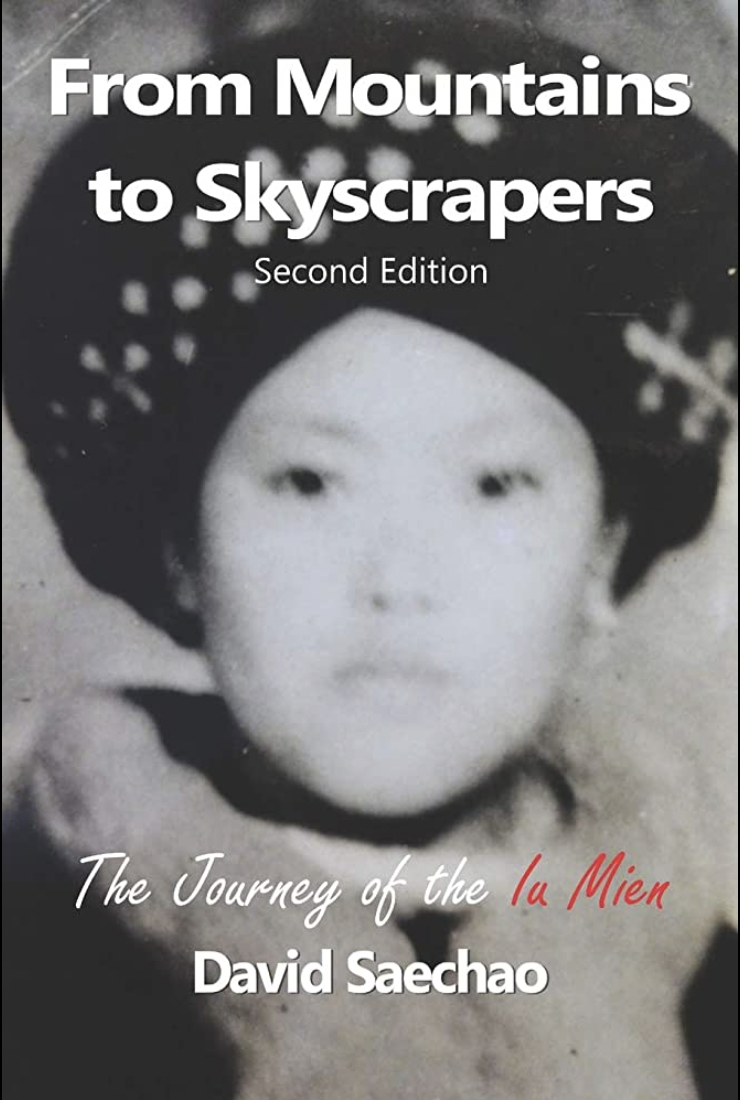 From Mountains
to Skyscrapers
Second Edition
The Journey of the Iu Mien
David Saechao